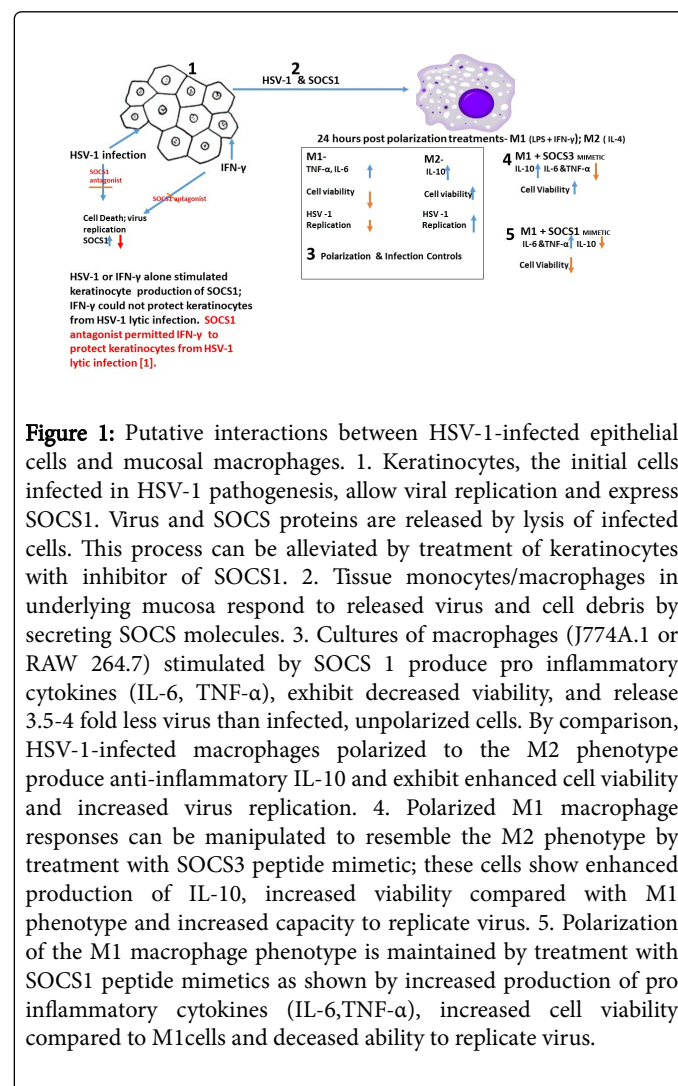 1
2
HSV-1 & SOCS1
HSV-1 infection
IFN-γ
SOCS1
antagonist
SOCS1 antagonist
Cell Death; virus
replication
SOCS1
HSV-1 or IFN-γ alone stimulated
keratinocyte production of SOCS1;
IFN-γ could not protect keratinocytes
from HSV-1 lytic infection. SOCS1
antagonist permitted IFN-γ to
protect keratinocytes from HSV-1
lytic infection [1].
24 hours post polarization treatments- M1 (LPS + IFN-γ); M2 ( IL-4)
M1-
TNF-α, IL-6
Cell viability
HSV -1
Replication
M2-
IL-10
Cell viability
HSV -1
Replication
3 Polarization & Infection Controls
4 M1 + SOCS3 MIMETIC
IL-10 IL-6 &TNF-α
Cell Viability
5 M1 + SOCS1 MIMETIC
IL-6 &TNF-α IL-10
Cell Viability
Figure 1: Putative interactions between HSV-1-infected epithelial
cells and mucosal macrophages. 1. Keratinocytes, the initial cells
infected in HSV-1 pathogenesis, allow viral replication and express
SOCS1. Virus and SOCS proteins are released by lysis of infected
cells. This process can be alleviated by treatment of keratinocytes
with inhibitor of SOCS1. 2. Tissue monocytes/macrophages in
underlying mucosa respond to released virus and cell debris by
secreting SOCS molecules. 3. Cultures of macrophages (J774A.1 or
RAW 264.7) stimulated by SOCS 1 produce pro inflammatory
cytokines (IL-6, TNF-α), exhibit decreased viability, and release
3.5-4 fold less virus than infected, unpolarized cells. By comparison,
HSV-1-infected macrophages polarized to the M2 phenotype
produce anti-inflammatory IL-10 and exhibit enhanced cell viability
and increased virus replication. 4. Polarized M1 macrophage
responses can be manipulated to resemble the M2 phenotype by
treatment with SOCS3 peptide mimetic; these cells show enhanced
production of IL-10, increased viability compared with M1
phenotype and increased capacity to replicate virus. 5. Polarization
of the M1 macrophage phenotype is maintained by treatment with
SOCS1 peptide mimetics as shown by increased production of pro
inflammatory cytokines (IL-6,TNF-α), increased cell viability
compared to M1cells and deceased ability to replicate virus.